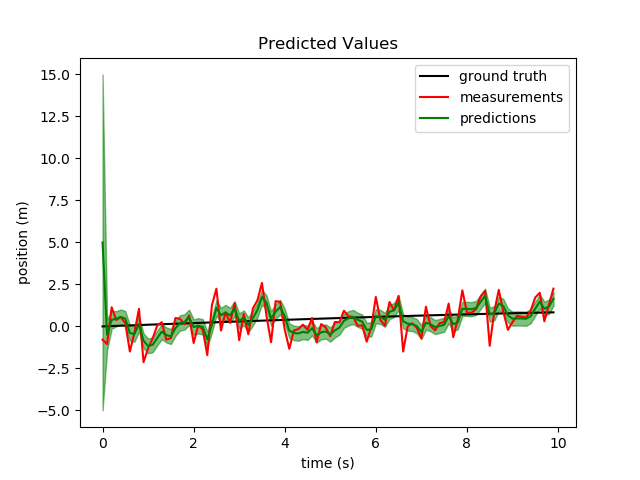 Predicted Values
ground truth
measurements
predictions
position (m)
15.0
12.5
10.0
7.5
5.0
2.5
0.0
−2.5
−5.0
0 2 4 6 8 10
time (s)